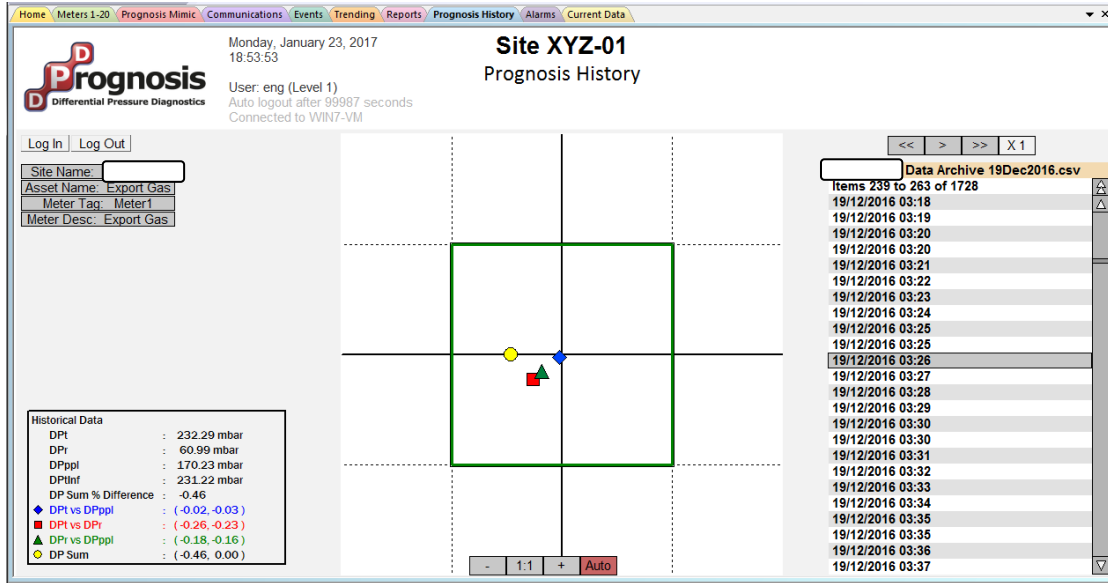 Home Meters 1-20 Prognosis Mimic Communications Events Trending Reports Prognosis History Alarms Current Data
DP Prognosis
Differential Pressure Diagnostics
Monday, January 23, 2017
18:53:53
User: eng (Level 1)
Auto logout after 99987 seconds
Connected to WIN7-VM
Site XYZ-01
Prognosis History
Log In Log Out
Site Name:
Asset Name: Export Gas
Meter Tag: Meter1
Meter Desc: Export Gas
Historical Data
DPt : 232.29 mbar
DPr : 60.99 mbar
DPppl : 170.23 mbar
DPtInf : 231.22 mbar
DP Sum % Difference : -0.46
DPt vs DPppl : (-0.02, -0.03 )
DPt vs DPr : (-0.26, -0.23 )
DPr vs DPppl : (-0.18, -0.16 )
DP Sum : (-0.46, 0.00 )
- 1:1 + Auto
<< > >> X 1
Data Archive 19Dec2016.csv
Items 239 to 263 of 1728
19/12/2016 03:18
19/12/2016 03:19
19/12/2016 03:20
19/12/2016 03:20
19/12/2016 03:21
19/12/2016 03:22
19/12/2016 03:23
19/12/2016 03:24
19/12/2016 03:25
19/12/2016 03:25
19/12/2016 03:26
19/12/2016 03:27
19/12/2016 03:28
19/12/2016 03:29
19/12/2016 03:30
19/12/2016 03:30
19/12/2016 03:31
19/12/2016 03:32
19/12/2016 03:33
19/12/2016 03:34
19/12/2016 03:35
19/12/2016 03:35
19/12/2016 03:36
19/12/2016 03:37